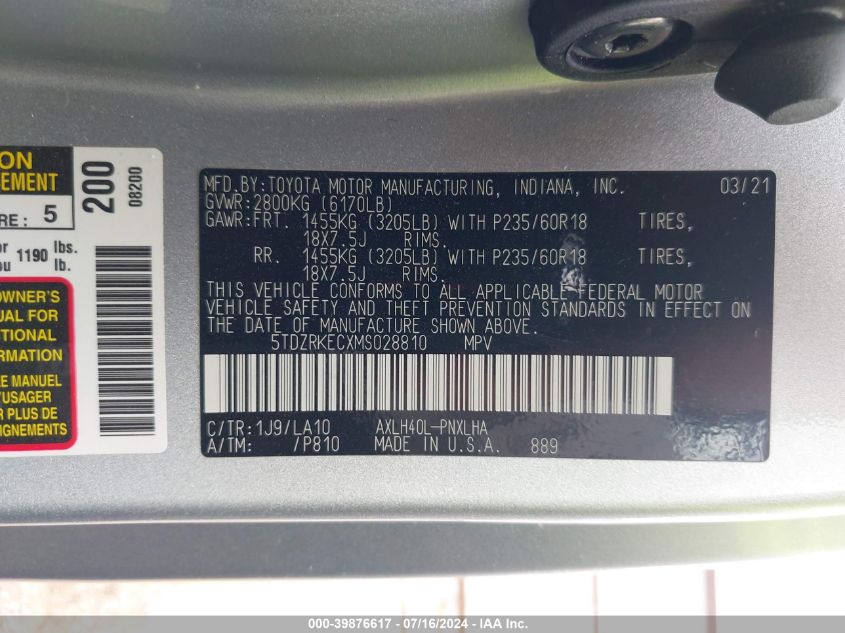 ON
EMENT
RE : 5
or 1190 lbs.
ou lb.
200
08200
OWNER'S
UAL FOR
TIONAL
RMATION
E MANUEL
'USAGER
R PLUS DE
IGNEMENTS
MFD.BY:TOYOTA MOTOR MANUFACTURING, INDIANA, INC. 03/21
GVWR:2800KG (6170LB)
GAWR:FRT. 1455KG (3205LB) WITH P235/60R18 TIRES,
18X7.5J RIMS.
RR. 1455KG (3205LB) WITH P235/60R18 TIRES,
18X7.5J RIMS.
THIS VEHICLE CONFORMS TO ALL APPLICABLE FEDERAL MOTOR
VEHICLE SAFETY AND THEFT PREVENTION STANDARDS IN EFFECT ON
THE DATE OF MANUFACTURE SHOWN ABOVE.
5TDZRKECXMS028810 MPV
C/TR:1J9/LA10 AXLH40L-PNXLHA
A/TM: /P810 MADE IN U.S.A. 889
000-39876617 - 07/16/2024 - IAAI.COM